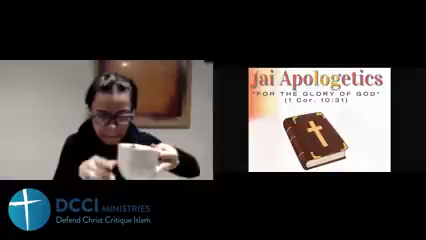 Jai Apologetics
"FOR THE GLORY OF GOD"
(1 Cor. 10:31)
DCCI MINISTRIES
Defend Christ Critique Islam